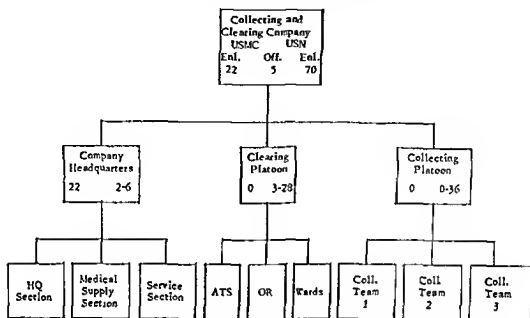 Collecting and
Clearing Company
USMC USN
Enl. Off. Enl.
22 5 70
Company
Headquarters
22 2-6
Clearing
Platoon
0 3-28
Collecting
Platoon
0 0-36
HQ
Section
Medical
Supply
Section
Service
Section
ATS
OR
Wards
Coll.
Team
1
Coll.
Team
2
Coll.
Team
3